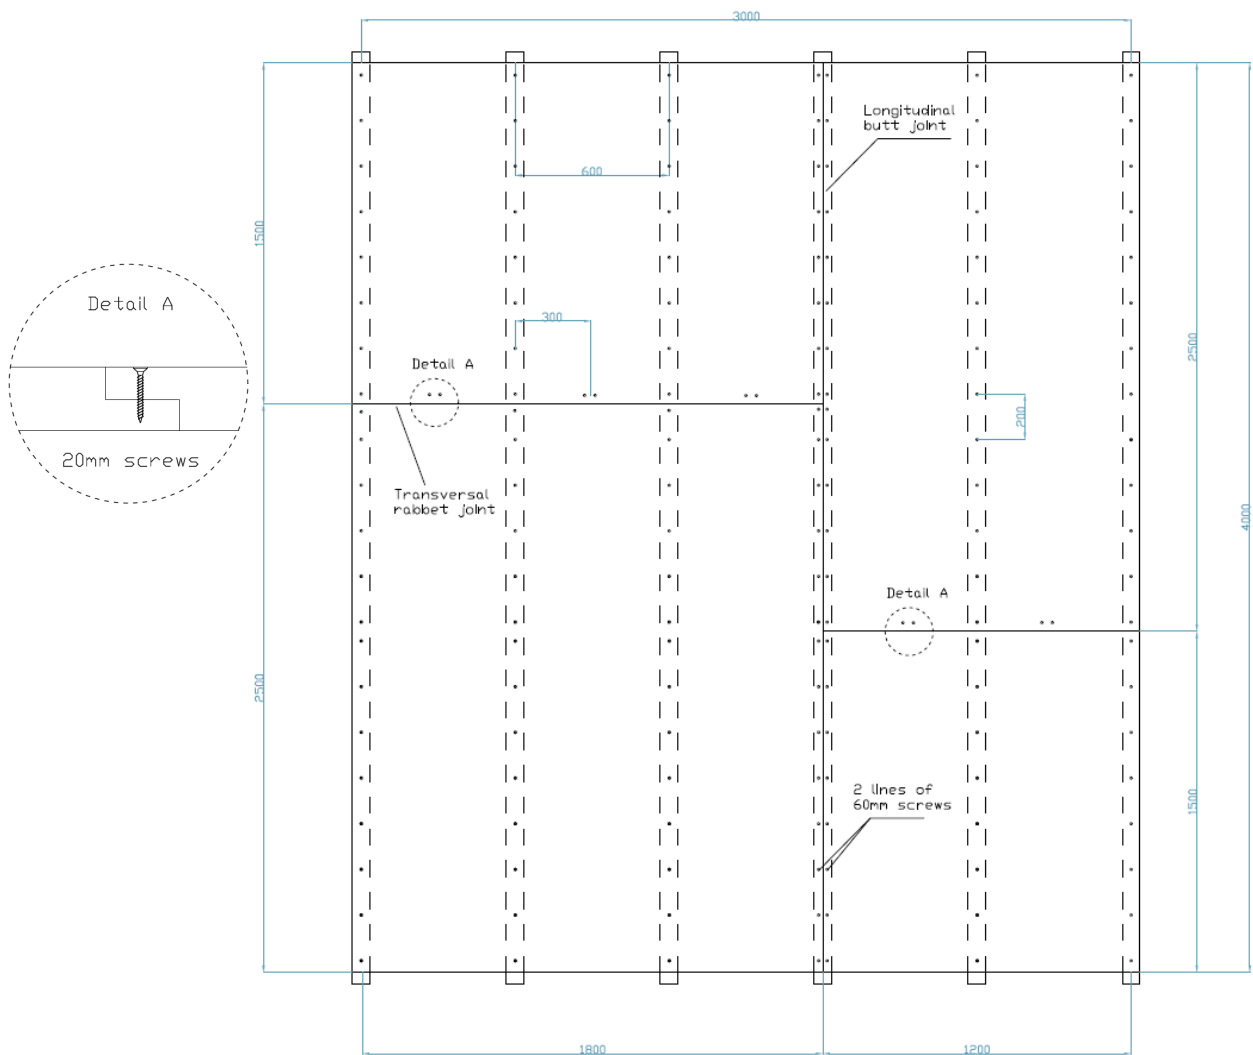 3000
Longitudinal
butt joint
600
1500
Detail A
300
2500
Detail A
20mm screws
200
Transversal
rabbet joint
4000
Detail A
2500
2 lines of
60mm screws
1500
1800
1200